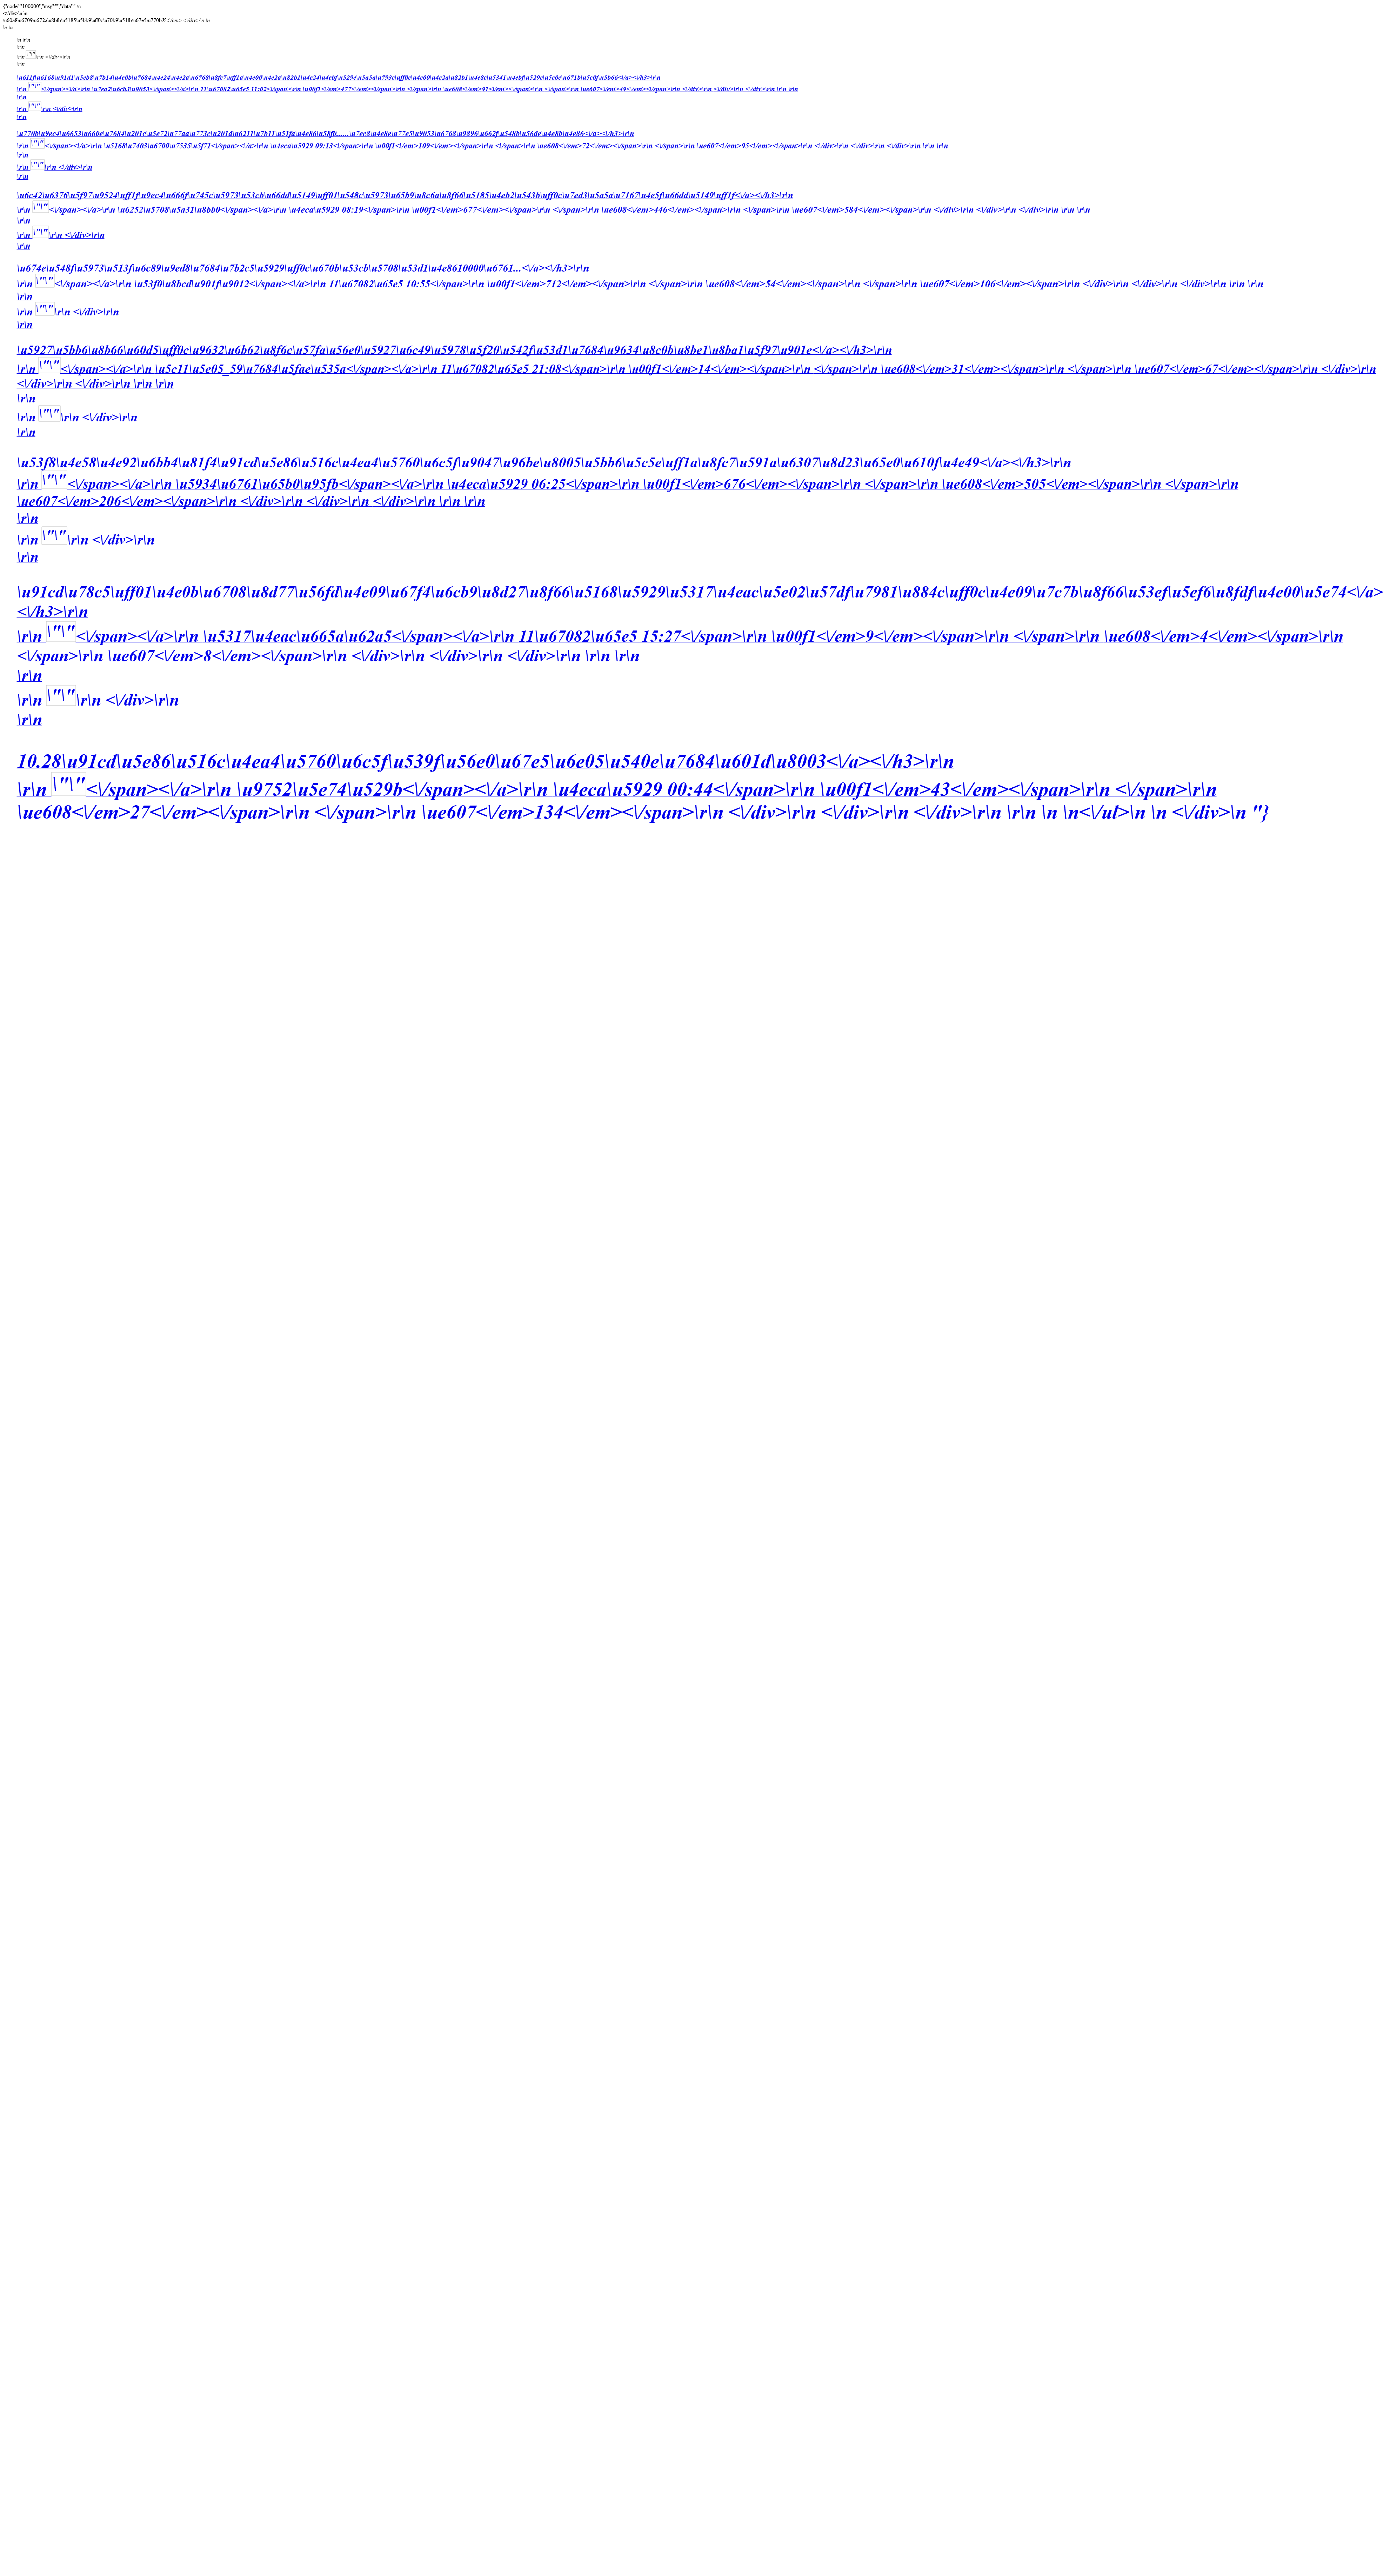 {"code":"100000","msg":"","data":" \n
<\/div>\n \n
\u60a8\u6709\u672a\u8bfb\u5185\u5bb9\uff0c\u70b9\u51fb\u67e5\u770bX<\/em><\/div>\n \n
\n \n
\n \r\n
\r\n
\r\n \"\"\r\n <\/div>\r\n
\r\n
\u611f\u6168\u91d1\u5eb8\u7b14\u4e0b\u7684\u4e24\u4e2a\u6768\u8fc7\uff1a\u4e00\u4e2a\u82b1\u4e24\u4ebf\u529e\u5a5a\u793c\uff0c\u4e00\u4e2a\u82b1\u4e8c\u5341\u4ebf\u529e\u5e0c\u671b\u5c0f\u5b66<\/a><\/h3>\r\n
\r\n \"\"<\/span><\/a>\r\n \u7ea2\u6cb3\u9053<\/span><\/a>\r\n 11\u67082\u65e5 11:02<\/span>\r\n \u00f1<\/em>477<\/em><\/span>\r\n <\/span>\r\n \ue608<\/em>91<\/em><\/span>\r\n <\/span>\r\n \ue607<\/em>49<\/em><\/span>\r\n <\/div>\r\n <\/div>\r\n <\/div>\r\n \r\n \r\n
\r\n
\r\n \"\"\r\n <\/div>\r\n
\r\n
\u770b\u9ec4\u6653\u660e\u7684\u201c\u5e72\u77aa\u773c\u201d\u6211\u7b11\u51fa\u4e86\u58f0......\u7ec8\u4e8e\u77e5\u9053\u6768\u9896\u662f\u548b\u56de\u4e8b\u4e86<\/a><\/h3>\r\n
\r\n \"\"<\/span><\/a>\r\n \u5168\u7403\u6700\u7535\u5f71<\/span><\/a>\r\n \u4eca\u5929 09:13<\/span>\r\n \u00f1<\/em>109<\/em><\/span>\r\n <\/span>\r\n \ue608<\/em>72<\/em><\/span>\r\n <\/span>\r\n \ue607<\/em>95<\/em><\/span>\r\n <\/div>\r\n <\/div>\r\n <\/div>\r\n \r\n \r\n
\r\n
\r\n \"\"\r\n <\/div>\r\n
\r\n
\u6c42\u6376\u5f97\u9524\uff1f\u9ec4\u666f\u745c\u5973\u53cb\u66dd\u5149\uff01\u548c\u5973\u65b9\u8c6a\u8f66\u5185\u4eb2\u543b\uff0c\u7ed3\u5a5a\u7167\u4e5f\u66dd\u5149\uff1f<\/a><\/h3>\r\n
\r\n \"\"<\/span><\/a>\r\n \u6252\u5708\u5a31\u8bb0<\/span><\/a>\r\n \u4eca\u5929 08:19<\/span>\r\n \u00f1<\/em>677<\/em><\/span>\r\n <\/span>\r\n \ue608<\/em>446<\/em><\/span>\r\n <\/span>\r\n \ue607<\/em>584<\/em><\/span>\r\n <\/div>\r\n <\/div>\r\n <\/div>\r\n \r\n \r\n
\r\n
\r\n \"\"\r\n <\/div>\r\n
\r\n
\u674e\u548f\u5973\u513f\u6c89\u9ed8\u7684\u7b2c5\u5929\uff0c\u670b\u53cb\u5708\u53d1\u4e8610000\u6761...<\/a><\/h3>\r\n
\r\n \"\"<\/span><\/a>\r\n \u53f0\u8bcd\u901f\u9012<\/span><\/a>\r\n 11\u67082\u65e5 10:55<\/span>\r\n \u00f1<\/em>712<\/em><\/span>\r\n <\/span>\r\n \ue608<\/em>54<\/em><\/span>\r\n <\/span>\r\n \ue607<\/em>106<\/em><\/span>\r\n <\/div>\r\n <\/div>\r\n <\/div>\r\n \r\n \r\n
\r\n
\r\n \"\"\r\n <\/div>\r\n
\r\n
\u5927\u5bb6\u8b66\u60d5\uff0c\u9632\u6b62\u8f6c\u57fa\u56e0\u5927\u6c49\u5978\u5f20\u542f\u53d1\u7684\u9634\u8c0b\u8be1\u8ba1\u5f97\u901e<\/a><\/h3>\r\n
\r\n \"\"<\/span><\/a>\r\n \u5c11\u5e05_59\u7684\u5fae\u535a<\/span><\/a>\r\n 11\u67082\u65e5 21:08<\/span>\r\n \u00f1<\/em>14<\/em><\/span>\r\n <\/span>\r\n \ue608<\/em>31<\/em><\/span>\r\n <\/span>\r\n \ue607<\/em>67<\/em><\/span>\r\n <\/div>\r\n
<\/div>\r\n <\/div>\r\n \r\n \r\n
\r\n
\r\n \"\"\r\n <\/div>\r\n
\r\n
\u53f8\u4e58\u4e92\u6bb4\u81f4\u91cd\u5e86\u516c\u4ea4\u5760\u6c5f\u9047\u96be\u8005\u5bb6\u5c5e\uff1a\u8fc7\u591a\u6307\u8d23\u65e0\u610f\u4e49<\/a><\/h3>\r\n
\r\n \"\"<\/span><\/a>\r\n \u5934\u6761\u65b0\u95fb<\/span><\/a>\r\n \u4eca\u5929 06:25<\/span>\r\n \u00f1<\/em>676<\/em><\/span>\r\n <\/span>\r\n \ue608<\/em>505<\/em><\/span>\r\n <\/span>\r\n
\ue607<\/em>206<\/em><\/span>\r\n <\/div>\r\n <\/div>\r\n <\/div>\r\n \r\n \r\n
\r\n
\r\n \"\"\r\n <\/div>\r\n
\r\n
\u91cd\u78c5\uff01\u4e0b\u6708\u8d77\u56fd\u4e09\u67f4\u6cb9\u8d27\u8f66\u5168\u5929\u5317\u4eac\u5e02\u57df\u7981\u884c\uff0c\u4e09\u7c7b\u8f66\u53ef\u5ef6\u8fdf\u4e00\u5e74<\/a>
<\/h3>\r\n
\r\n \"\"<\/span><\/a>\r\n \u5317\u4eac\u665a\u62a5<\/span><\/a>\r\n 11\u67082\u65e5 15:27<\/span>\r\n \u00f1<\/em>9<\/em><\/span>\r\n <\/span>\r\n \ue608<\/em>4<\/em><\/span>\r\n
<\/span>\r\n \ue607<\/em>8<\/em><\/span>\r\n <\/div>\r\n <\/div>\r\n <\/div>\r\n \r\n \r\n
\r\n
\r\n \"\"\r\n <\/div>\r\n
\r\n
10.28\u91cd\u5e86\u516c\u4ea4\u5760\u6c5f\u539f\u56e0\u67e5\u6e05\u540e\u7684\u601d\u8003<\/a><\/h3>\r\n
\r\n \"\"<\/span><\/a>\r\n \u9752\u5e74\u529b<\/span><\/a>\r\n \u4eca\u5929 00:44<\/span>\r\n \u00f1<\/em>43<\/em><\/span>\r\n <\/span>\r\n
\ue608<\/em>27<\/em><\/span>\r\n <\/span>\r\n \ue607<\/em>134<\/em><\/span>\r\n <\/div>\r\n <\/div>\r\n <\/div>\r\n \r\n \n \n<\/ul>\n \n <\/div>\n "}